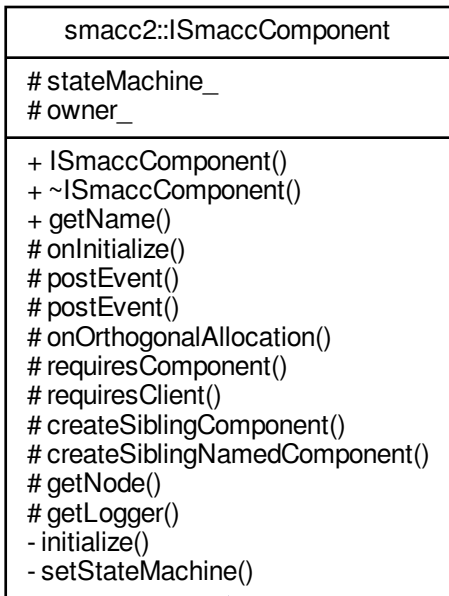 smacc2::ISmaccComponent
# stateMachine_
# owner_
+ ISmaccComponent()
+ ~ISmaccComponent()
+ getName()
# onInitialize()
# postEvent()
# postEvent()
# onOrthogonalAllocation()
# requiresComponent()
# requiresClient()
# createSiblingComponent()
# createSiblingNamedComponent()
# getNode()
# getLogger()
- initialize()
- setStateMachine()